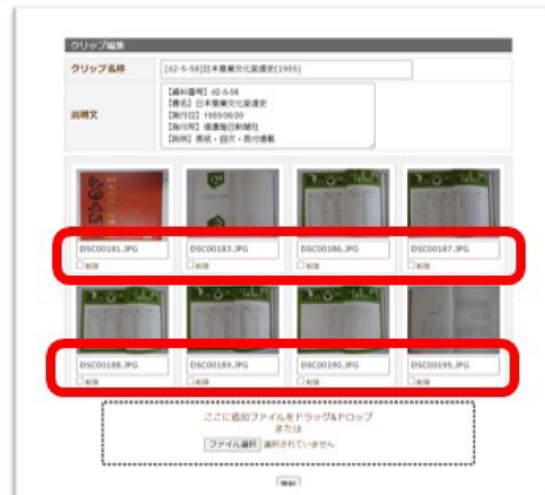 クリップ編集
クリップ名称
[d2-5-58]日本蚕業文化変遷史(1955)
説明文
【資料番号】d2-5-58
【書名】日本蚕業文化変遷史
【発行日】1955/06/20
【発行所】信濃毎日新聞社
【説明】表紙・目次・奥付書載
DSC00181.JPG
DSC00183.JPG
DSC00186.JPG
DSC00187.JPG
削除
削除
削除
削除
DSC00188.JPG
DSC00189.JPG
DSC00190.JPG
DSC00195.JPG
削除
削除
削除
削除
ここに追加ファイルをドラッグ&ドロップ
または
ファイル選択 選択されていません